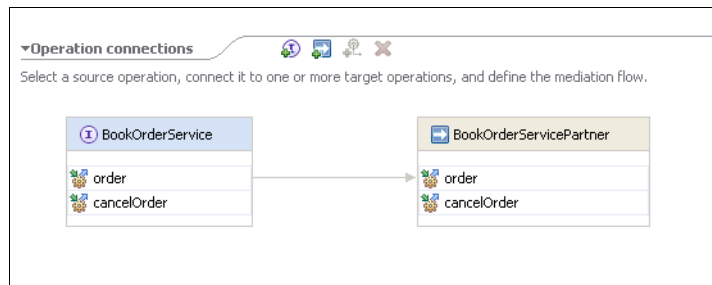 Operation connections
Select a source operation, connect it to one or more target operations, and define the mediation flow.
BookOrderService
BookOrderServicePartner
order
order
cancelOrder
cancelOrder